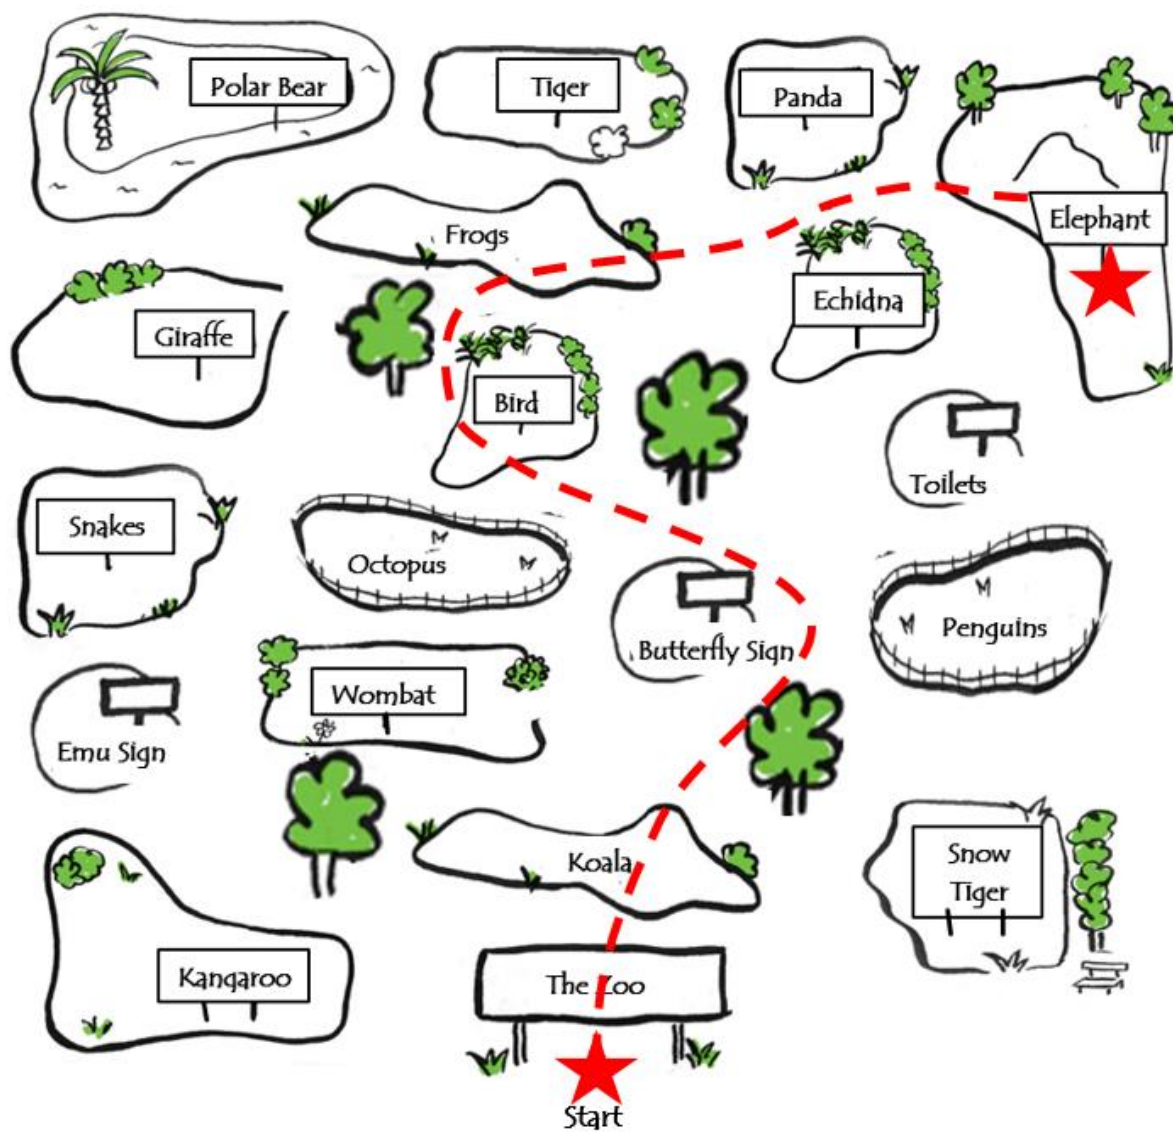 Polar Bear
Tiger
Panda
Elephant
Frogs
Echidna
Giraffe
Bird
Toilets
Snakes
Octopus
Penguins
Butterfly Sign
Wombat
Emu Sign
Koala
Snow
Tiger
Kangaroo
The Zoo
Start